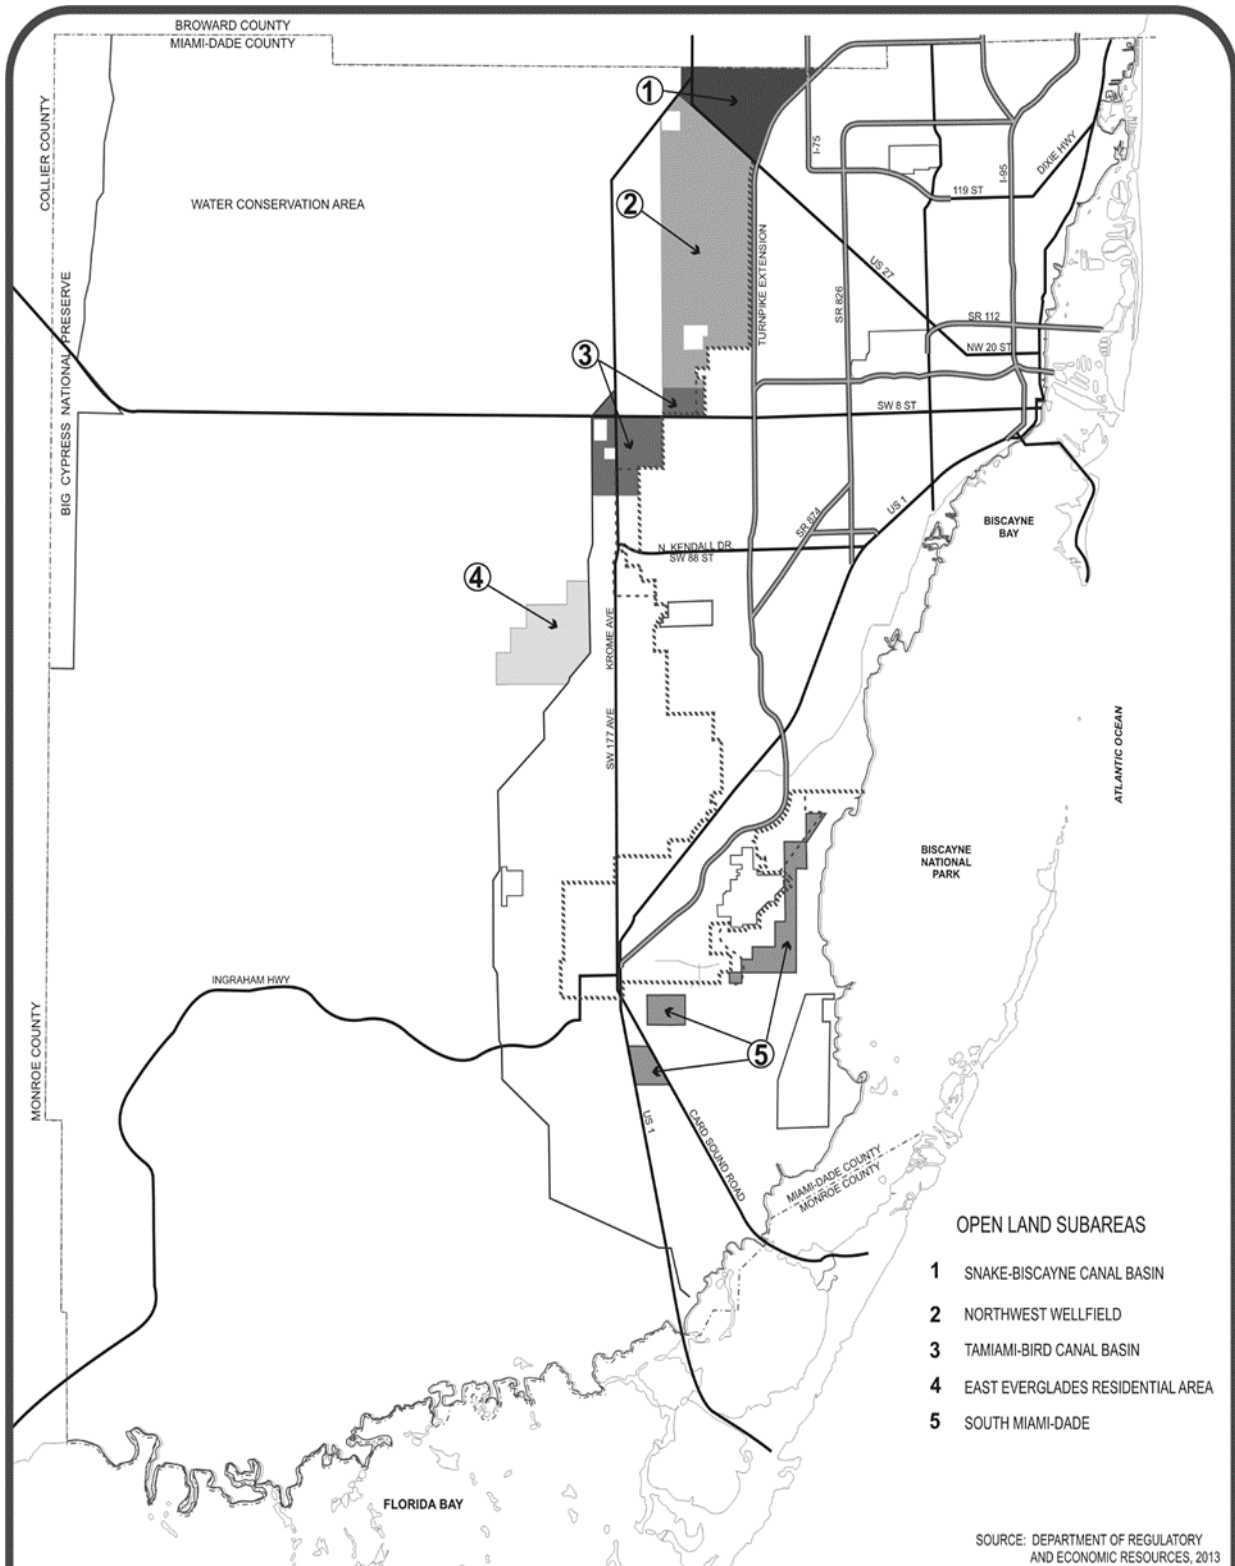 BROWARD COUNTY
MIAMI-DADE COUNTY
COLLIER COUNTY
1
I-75
I-95
DIXIE HWY
119 ST
WATER CONSERVATION AREA
2
BIG CYPRESS NATIONAL PRESERVE
TURNPIKE EXTENSION
US 27
SR 826
SR 112
NW 20 ST
3
SW 8 ST
US 1
SR 874
BISCAYNE
BAY
N. KENDALL DR
SW 88 ST
4
KROME AVE
SW 177 AVE
ATLANTIC OCEAN
BISCAYNE
NATIONAL
PARK
INGRAHAM HWY
MONROE COUNTY
5
US 1
CARD SOUND ROAD
MIAMI-DADE COUNTY
MONROE COUNTY
OPEN LAND SUBAREAS
1 SNAKE-BISCAYNE CANAL BASIN
2 NORTHWEST WELLFIELD
3 TAMIAMI-BIRD CANAL BASIN
4 EAST EVERGLADES RESIDENTIAL AREA
5 SOUTH MIAMI-DADE
FLORIDA BAY
SOURCE: DEPARTMENT OF REGULATORY
AND ECONOMIC RESOURCES, 2013